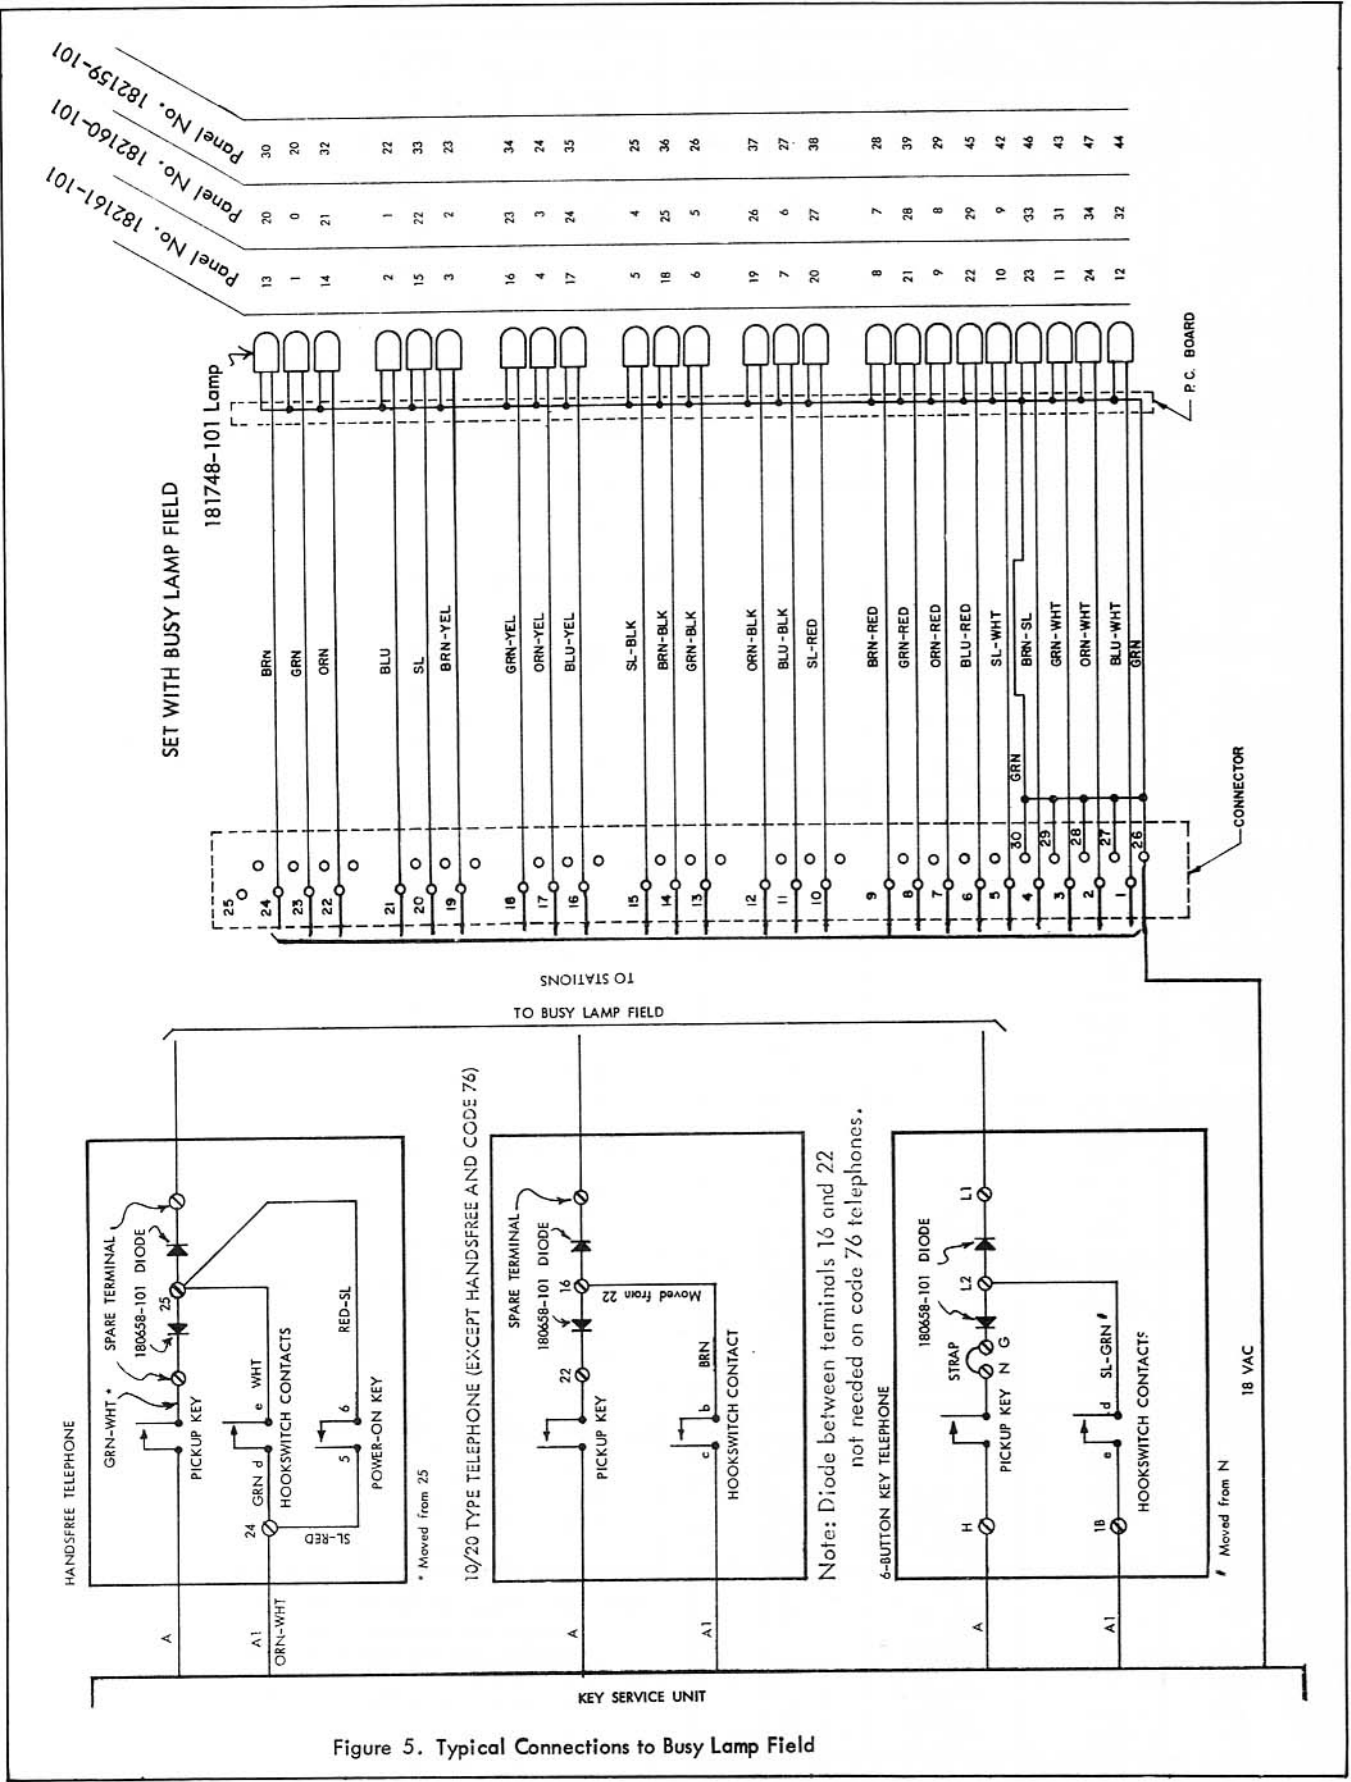 Panel No. 182159-101
30 20 32 22 33 23 34 24 35 25 36 26 37 27 38 28 39 29 45 42 46 43 47 44
Panel No. 182160-101
20 0 21 1 22 2 23 3 24 4 25 5 26 6 27 7 28 8 29 9 33 31 34 32
Panel No. 182161-101
13 1 14 2 15 3 16 4 17 5 18 6 19 7 20 8 21 9 22 10 23 11 24 12
181748-101 Lamp
P.C. BOARD
SET WITH BUSY LAMP FIELD
BRN
GRN
ORN
BLU
SL
BRN-YEL
GRN-YEL
ORN-YEL
BLU-YEL
SL-BLK
BRN-BLK
GRN-BLK
ORN-BLK
BLU-BLK
SL-RED
BRN-RED
GRN-RED
ORN-RED
BLU-RED
SL-WHT
BRN-SL
GRN-WHT
ORN-WHT
BLU-WHT
GRN
GRN
CONNECTOR
30 29 28 27 26
25 24 23 22 21 20 19 18 17 16 15 14 13 12 11 10 9 8 7 6 5 4 3 2 1
TO STATIONS
TO BUSY LAMP FIELD
HANDSFREE TELEPHONE
SPARE TERMINAL
180658-101 DIODE
GRN-WHT *
25
PICKUP KEY
e WHT
GRN d
HOOKSWITCH CONTACTS
RED-SL
6
5
POWER-ON KEY
24
SL-RED
* Moved from 25
A
A1
ORN-WHT
10/20 TYPE TELEPHONE (EXCEPT HANDSFREE AND CODE 76)
SPARE TERMINAL
180658-101 DIODE
16
22
Moved from 22
PICKUP KEY
BRN
b
c
HOOKSWITCH CONTACT
A
A1
Note: Diode between terminals 16 and 22
not needed on code 76 telephones.
6-BUTTON KEY TELEPHONE
180658-101 DIODE
L1
L2
STRAP
N G
PICKUP KEY
SL-GRN #
d
e
HOOKSWITCH CONTACTS
H
1B
# Moved from N
A
A1
18 VAC
KEY SERVICE UNIT
Figure 5. Typical Connections to Busy Lamp Field